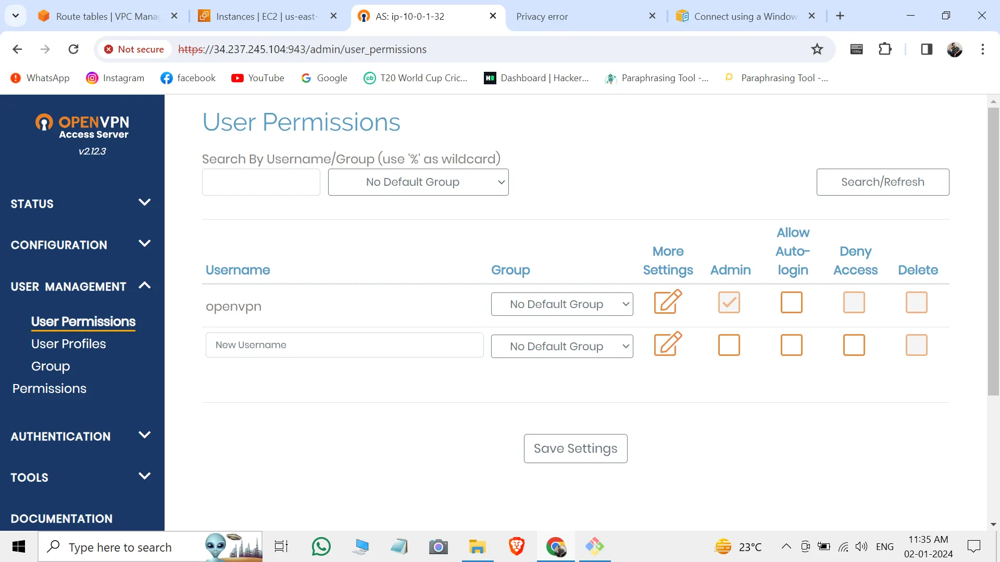 Route tables | VPC Manag
Instances | EC2 | us-east-
AS: ip-10-0-1-32
Privacy error
Connect using a Window
Not secure
https://34.237.245.104:943/admin/user_permissions
FULL HD
1080p
WhatsApp
Instagram
facebook
YouTube
Google
cb
T20 World Cup Cric...
H
Dashboard | Hacker...
Paraphrasing Tool -...
Paraphrasing Tool -...
OPENVPN
Access Server
v2.12.3
STATUS
CONFIGURATION
USER MANAGEMENT
User Permissions
User Profiles
Group
Permissions
AUTHENTICATION
TOOLS
DOCUMENTATION
User Permissions
Search By Username/Group (use '%' as wildcard)
No Default Group
Search/Refresh
Username
Group
More
Settings
Admin
Allow
Auto-
login
Deny
Access
Delete
openvpn
No Default Group
New Username
No Default Group
Save Settings
Type here to search
23°C
ENG
11:35 AM
02-01-2024